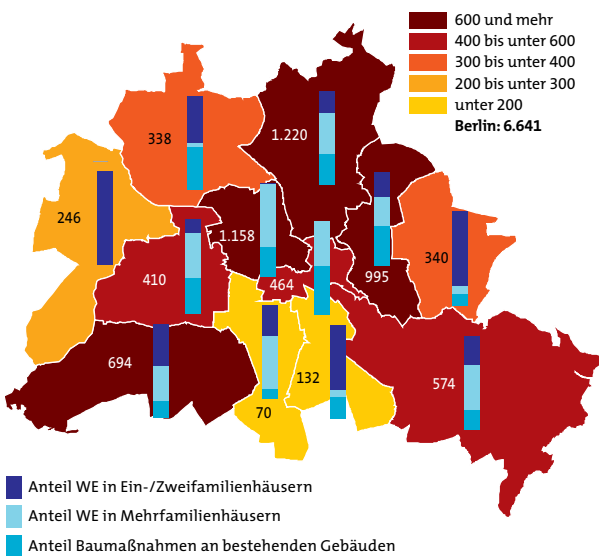 600 und mehr
400 bis unter 600
300 bis unter 400
200 bis unter 300
unter 200
Berlin: 6.641
338
1.220
246
1.158
410
464
995
340
694
132
574
70
Anteil WE in Ein-/Zweifamilienhäusern
Anteil WE in Mehrfamilienhäusern
Anteil Baumaßnahmen an bestehenden Gebäuden